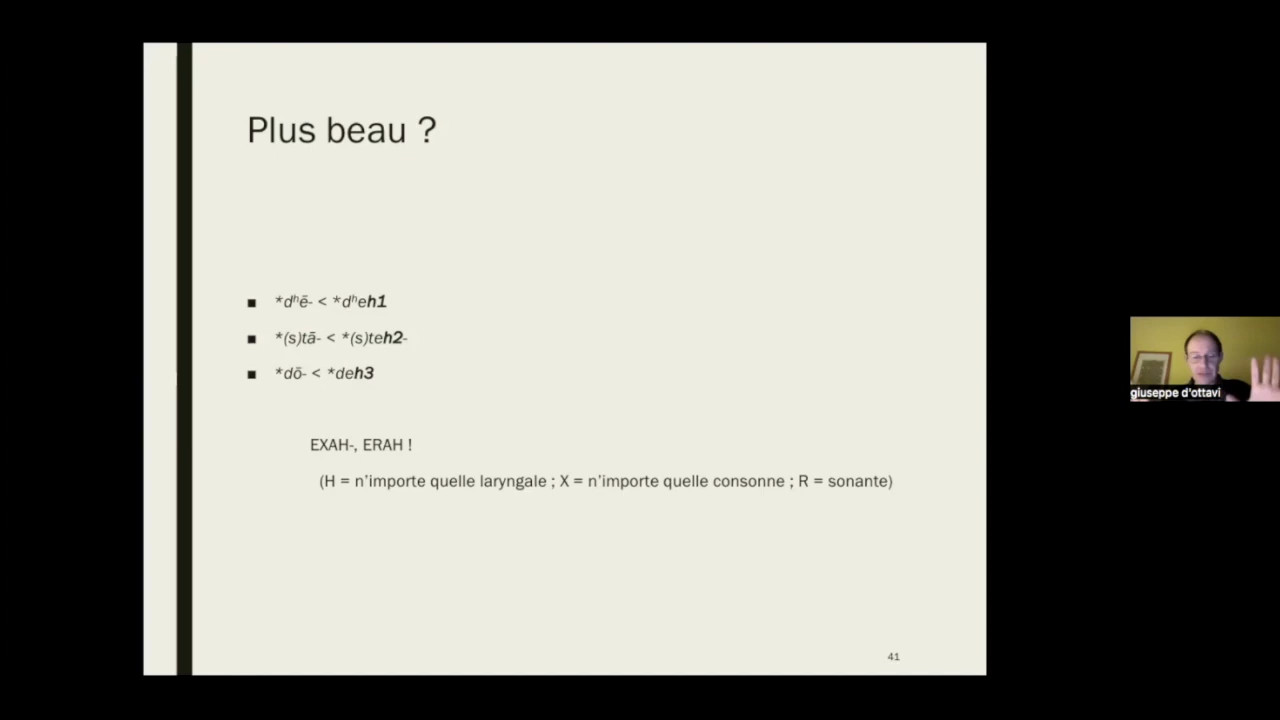 Plus beau ?
■ *dʰē- < *dʰeh1
■ *(s)tā- < *(s)teh2-
■ *dō- < *deh3
EXAH-, ERAH !
(H = n'importe quelle laryngale ; X = n'importe quelle consonne ; R = sonante)
giuseppe d'ottavi
41